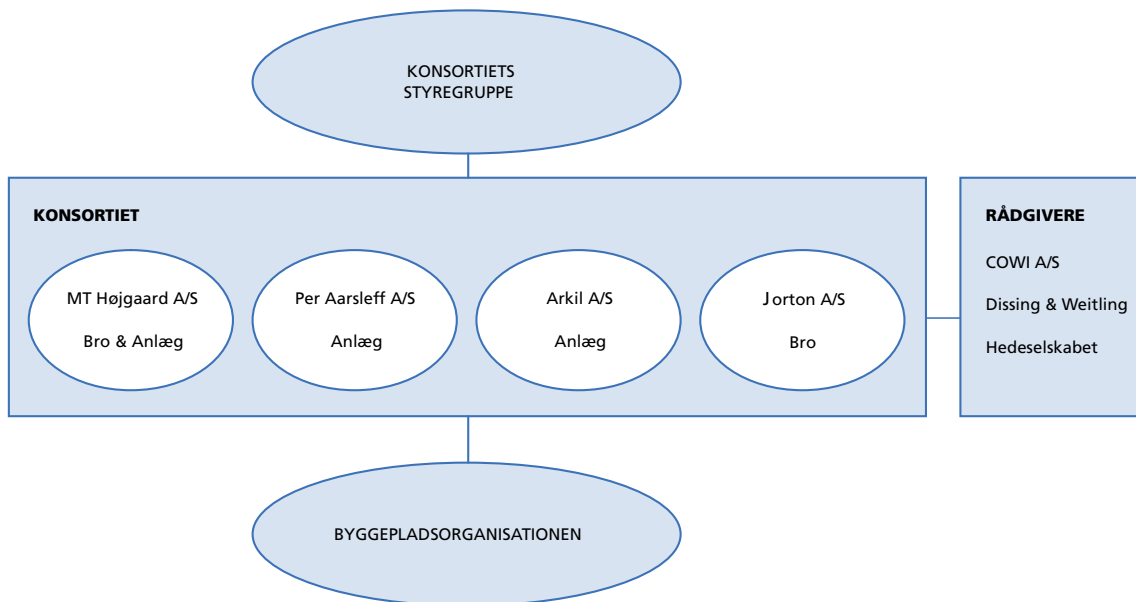 KONSORTIETS
STYREGRUPPE
KONSORTIET
MT Højgaard A/S
Bro & Anlæg
Per Aarsleff A/S
Anlæg
Arkil A/S
Anlæg
Jorton A/S
Bro
RÅDGIVERE
COWI A/S
Dissing & Weitling
Hedeselskabet
BYGGEPLADSORGANISATIONEN